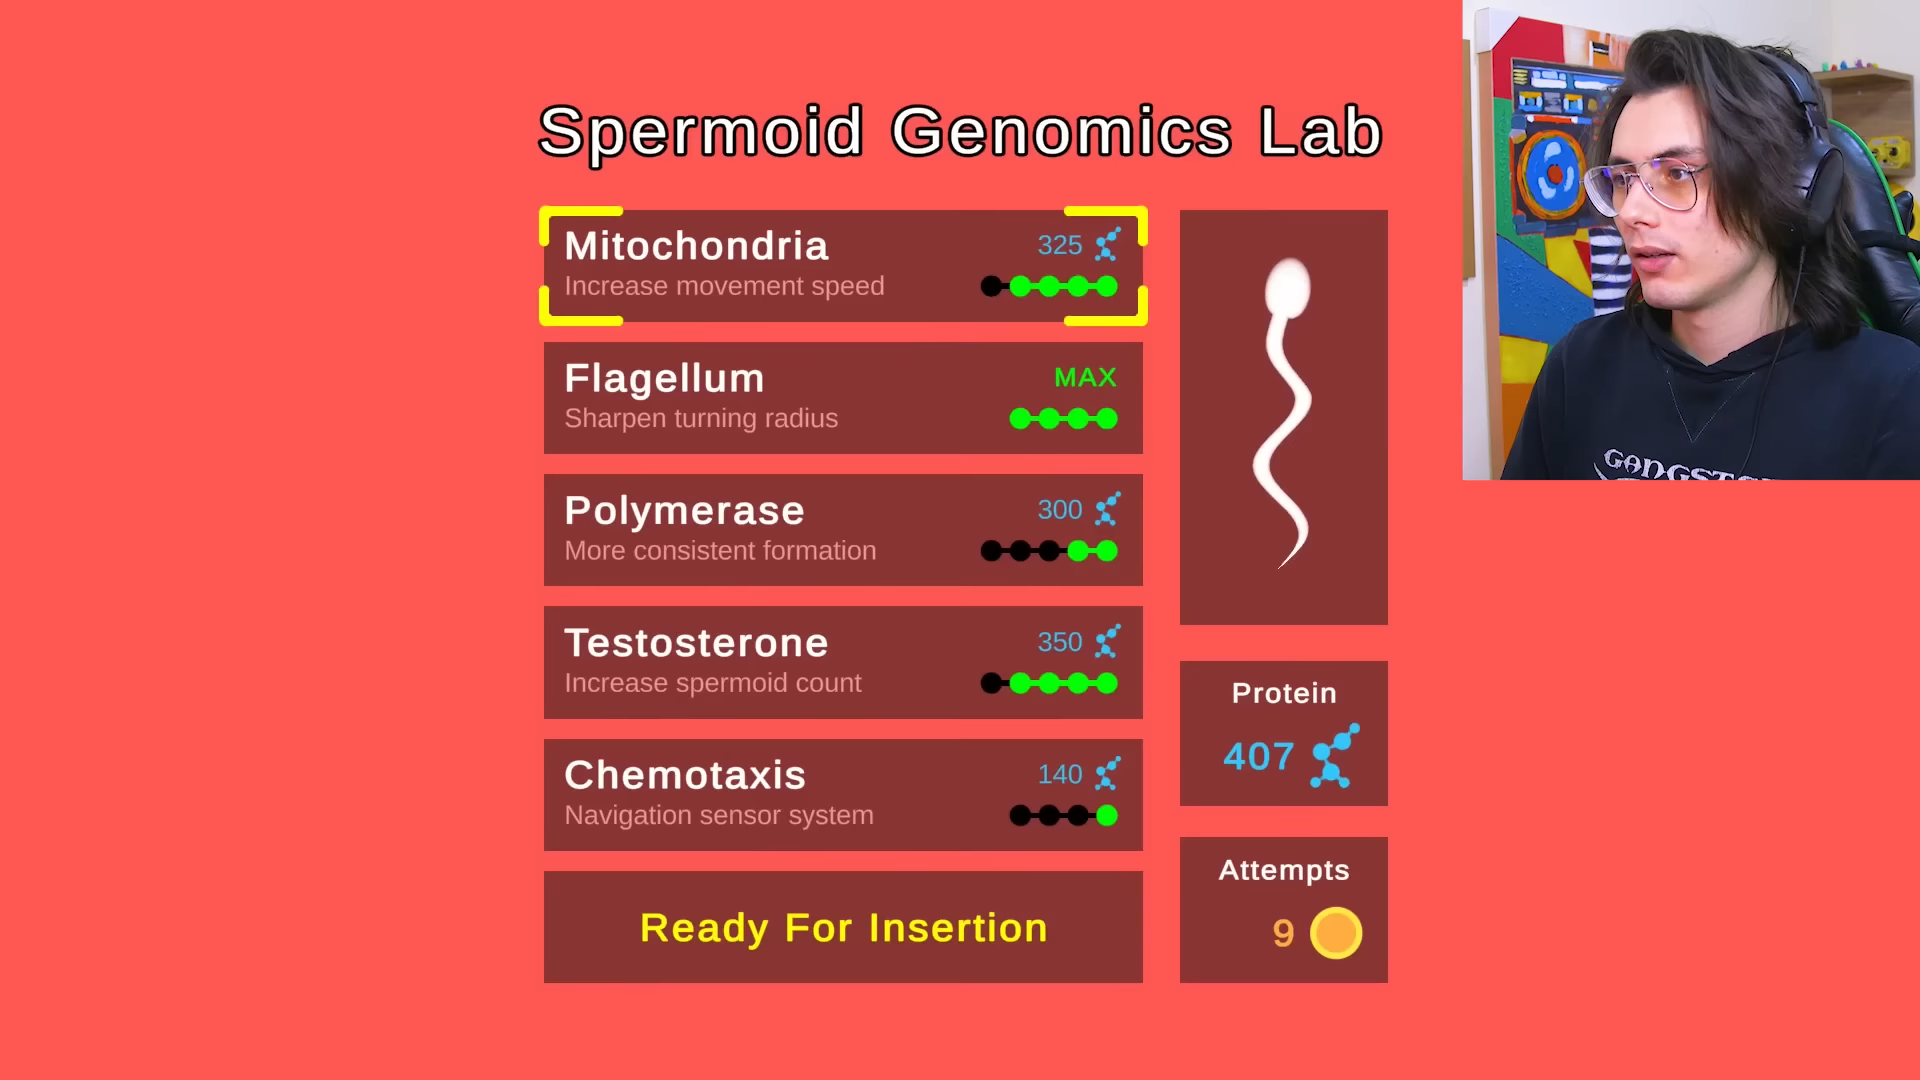 Spermoid Genomics Lab
Mitochondria 325
Increase movement speed
Flagellum MAX
Sharpen turning radius
Polymerase 300
More consistent formation
Testosterone 350
Increase spermoid count
Chemotaxis 140
Navigation sensor system
Ready For Insertion
Protein
407
Attempts
9